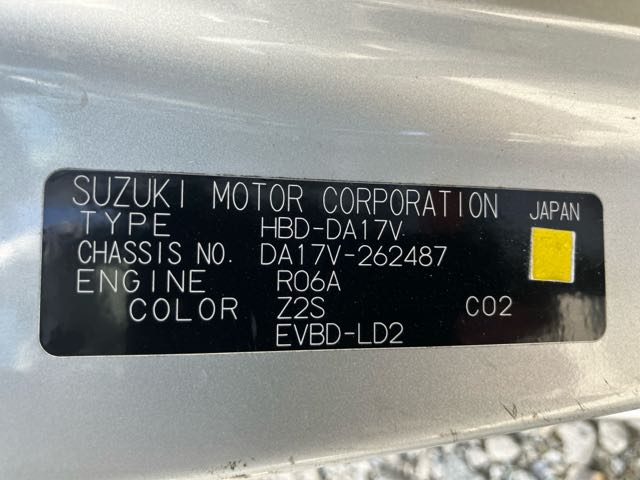 SUZUKI MOTOR CORPORATION JAPAN
TYPE HBD-DA17V
CHASSIS NO. DA17V-262487
ENGINE R06A
COLOR Z2S C02
EVBD-LD2